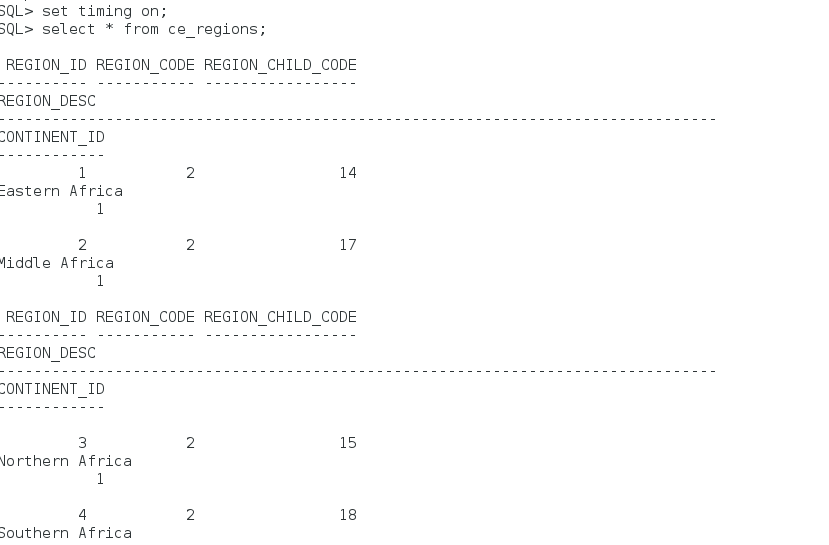 SQL> set timing on;
SQL> select * from ce_regions;
REGION_ID REGION_CODE REGION_CHILD_CODE
---------- ----------- -----------------
REGION_DESC
--------------------------------------------------------------------------------
CONTINENT_ID
------------
1 2 14
Eastern Africa
1
2 2 17
Middle Africa
1
REGION_ID REGION_CODE REGION_CHILD_CODE
---------- ----------- -----------------
REGION_DESC
--------------------------------------------------------------------------------
CONTINENT_ID
------------
3 2 15
Northern Africa
1
4 2 18
Southern Africa